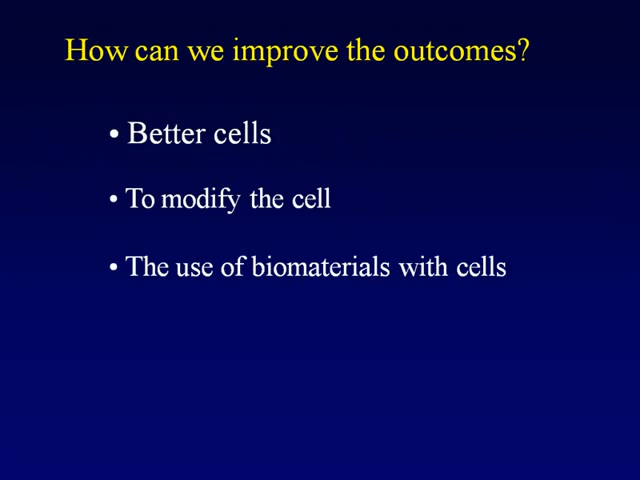 How can we improve the outcomes?
• Better cells
• To modify the cell
• The use of biomaterials with cells